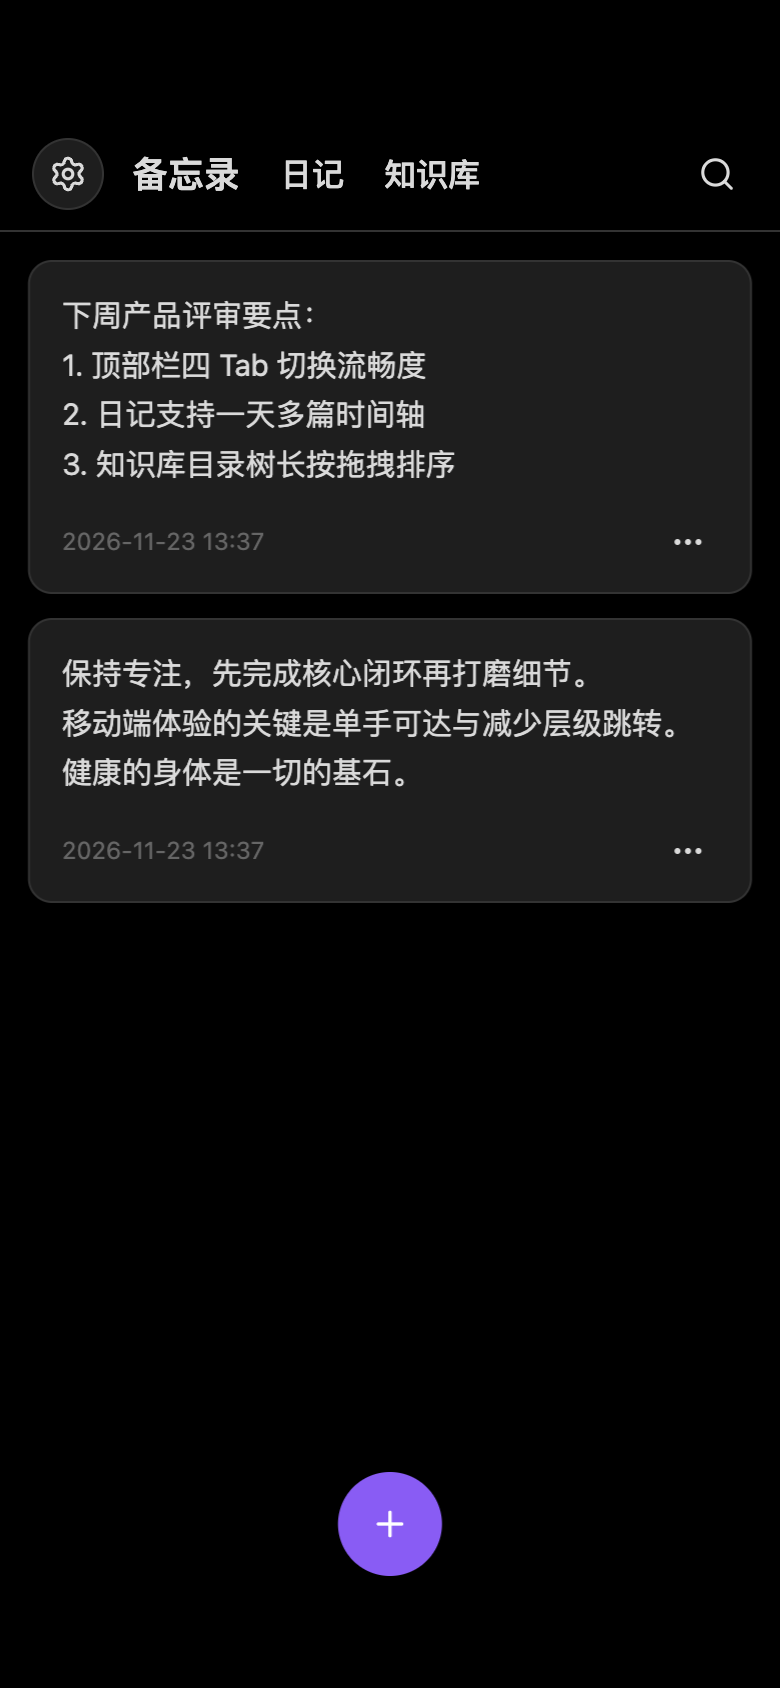 备忘录 日记 知识库
下周产品评审要点：
1. 顶部栏四 Tab 切换流畅度
2. 日记支持一天多篇时间轴
3. 知识库目录树长按拖拽排序
2026-11-23 13:37
保持专注，先完成核心闭环再打磨细节。
移动端体验的关键是单手可达与减少层级跳转。
健康的身体是一切的基石。
2026-11-23 13:37